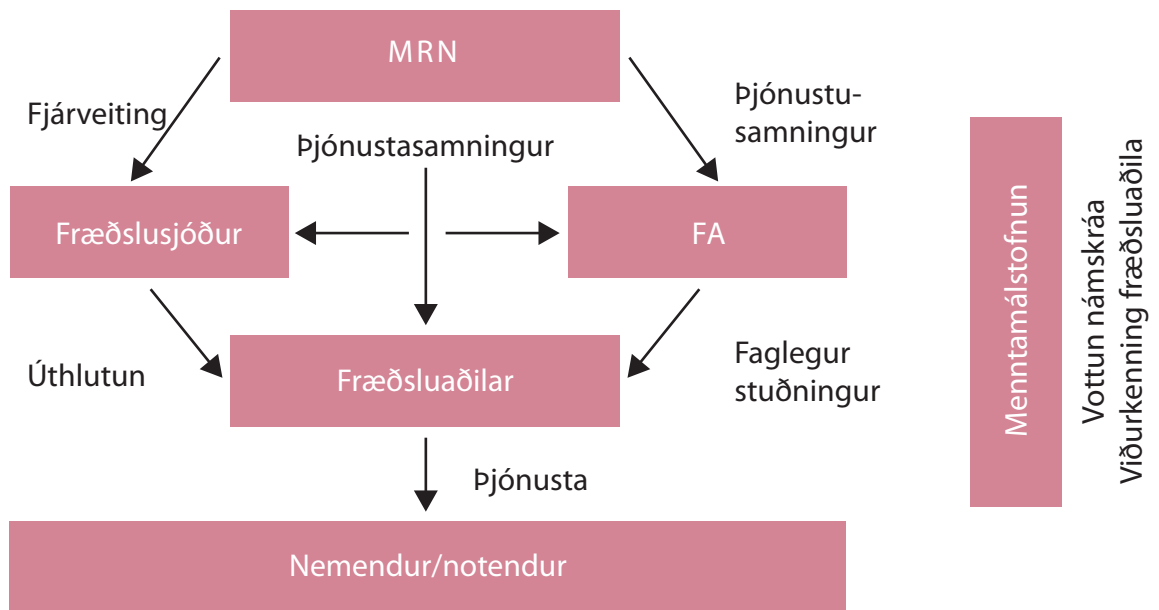 MRN
Fjárveiting
Þjónustu-
samningur
Þjónustasamningur
Fræðslusjóður
FA
Úthlutun
Fræðsluaðilar
Faglegur
stuðningur
Þjónusta
Nemendur/notendur
Menntamálstofnun
Vottun námskráa
Viðurkenning fræðsluaðila